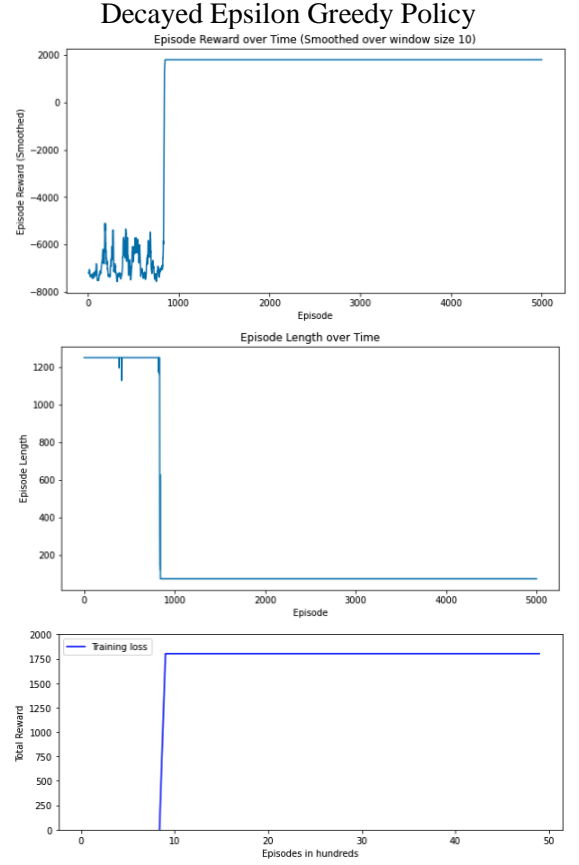 Decayed Epsilon Greedy Policy
Episode Reward over Time (Smoothed over window size 10)
2000
0
−2000
−4000
−6000
−8000
Episode Reward (Smoothed)
0 1000 2000 3000 4000 5000
Episode
Episode Length over Time
1200
1000
800
600
400
200
Episode Length
0 1000 2000 3000 4000 5000
Episode
Training loss
2000
1750
1500
1250
1000
750
500
250
0
Total Reward
0 10 20 30 40 50
Episodes in hundreds